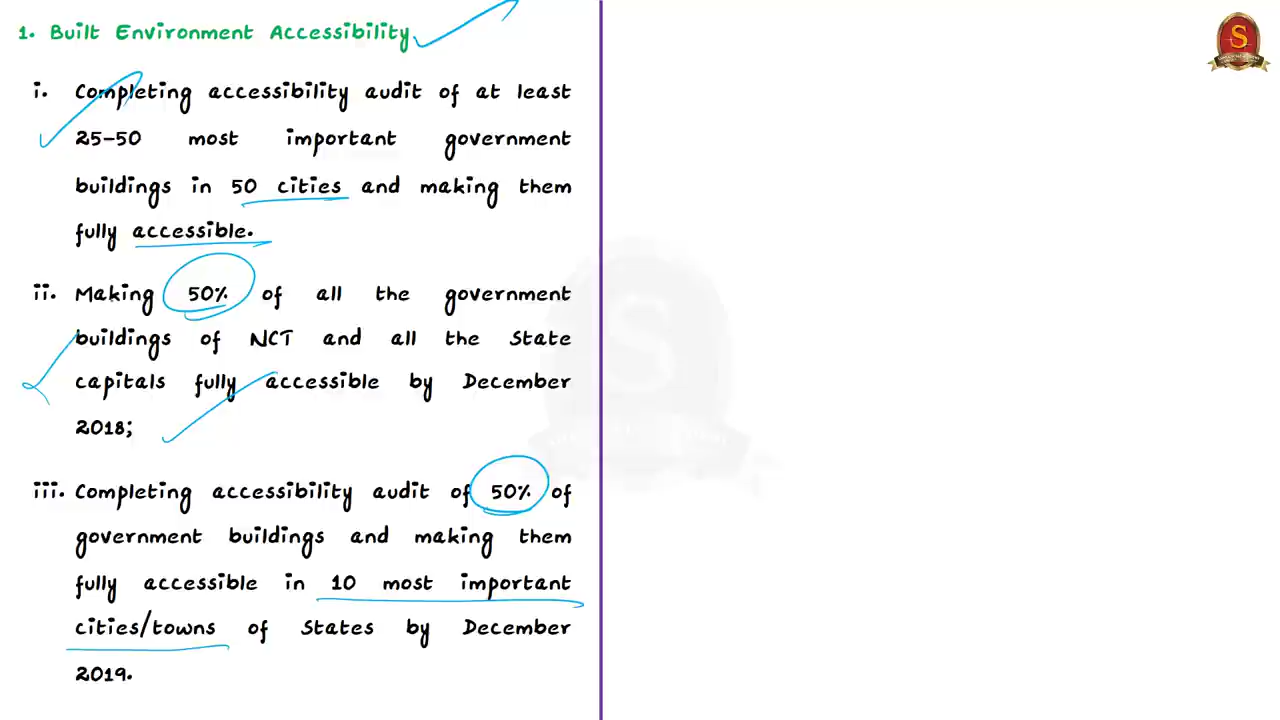 1. Built Environment Accessibility
i. Completing accessibility audit of at least
25-50 most important government
buildings in 50 cities and making them
fully accessible.
ii. Making 50% of all the government
buildings of NCT and all the State
capitals fully accessible by December
2018;
iii. Completing accessibility audit of 50% of
government buildings and making them
fully accessible in 10 most important
cities/towns of States by December
2019.
S
S